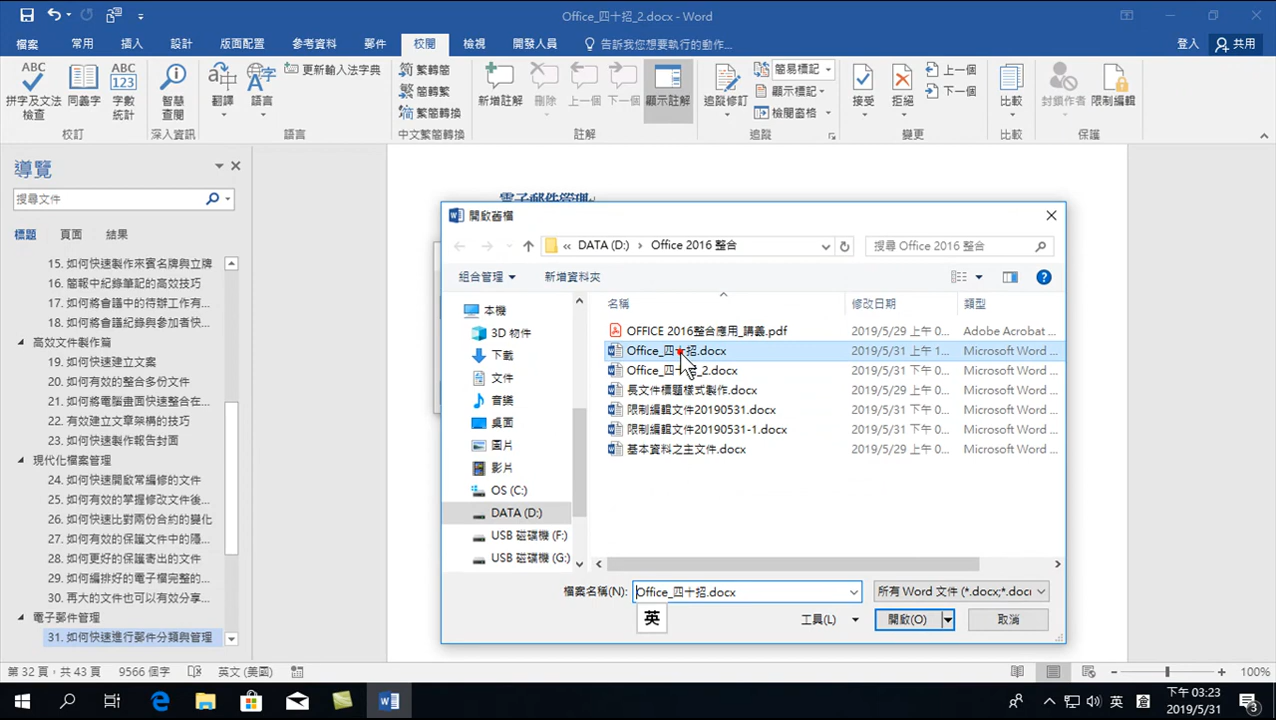 Office_四十招_2.docx - Word
檔案 常用 插入 設計 版面配置 參考資料 郵件 校閱 檢視 開發人員 告訴我您想要執行的動作... 登入 共用
ABC 拼字及文法檢查
同義字
ABC 123 字數統計
校訂
智慧查閱
深入資訊
翻譯
語言
更新輸入法字典
語言
繁轉簡
簡轉繁
繁簡轉換
中文繁簡轉換
新增註解
刪除
上一個
下一個
顯示註解
註解
追蹤修訂
簡易標記
顯示標記
檢閱窗格
追蹤
接受
拒絕
上一個
下一個
變更
比較
比較
封鎖作者
限制編輯
保護
導覽
搜尋文件
標題 頁面 結果
15. 如何快速製作來賓名牌與立牌
16. 簡報中紀錄筆記的高效技巧
17. 如何將會議中的待辦工作有...
18. 如何將會議紀錄與參加者快...
高效文件製作篇
19. 如何快速建立文案
20. 如何有效的整合多份文件
21. 如何將電腦畫面快速整合在...
22. 有效建立文章架構的技巧
23. 如何快速製作報告封面
現代化檔案管理
24. 如何快速開啟常編修的文件
25. 如何有效的掌握修改文件後...
26. 如何快速比對兩份合約的變化
27. 如何有效的保護文件中的隱...
28. 如何更好的保護寄出的文件
29. 如何編排好的電子檔完整的...
30. 再大的文件也可以有效分享...
電子郵件管理
31. 如何快速進行郵件分類與管理
電子郵件管理
開啟舊檔
« DATA (D:) › Office 2016 整合
搜尋 Office 2016 整合
組合管理 新增資料夾
本機
3D 物件
下載
文件
音樂
桌面
圖片
影片
OS (C:)
DATA (D:)
USB 磁碟機 (F:)
USB 磁碟機 (G:)
名稱 修改日期 類型
OFFICE 2016整合應用_講義.pdf 2019/5/29 上午 0... Adobe Acrobat ...
Office_四十招.docx 2019/5/31 上午 1... Microsoft Word ...
Office_四十_2.docx 2019/5/31 下午 0... Microsoft Word ...
長文件標題樣式製作.docx 2019/5/29 上午 0... Microsoft Word ...
限制編輯文件20190531.docx 2019/5/31 下午 0... Microsoft Word ...
限制編輯文件20190531-1.docx 2019/5/31 下午 0... Microsoft Word ...
基本資料之主文件.docx 2019/5/29 上午 0... Microsoft Word ...
檔案名稱(N): Office_四十招.docx 所有 Word 文件 (*.docx;*.docr
英
工具(L) 開啟(O) 取消
第 32 頁，共 43 頁 9566 個字 英文 (美國) 100%
英 下午 03:23
2019/5/31
3